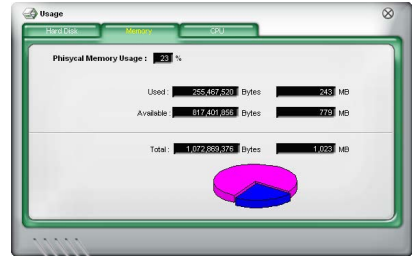 Usage
Hard Disk Memory CPU
Phisycal Memory Usage : 23 %
Used : 255,467,520 Bytes 243 MB
Available : 817,401,856 Bytes 779 MB
Total : 1,072,869,376 Bytes 1,023 MB